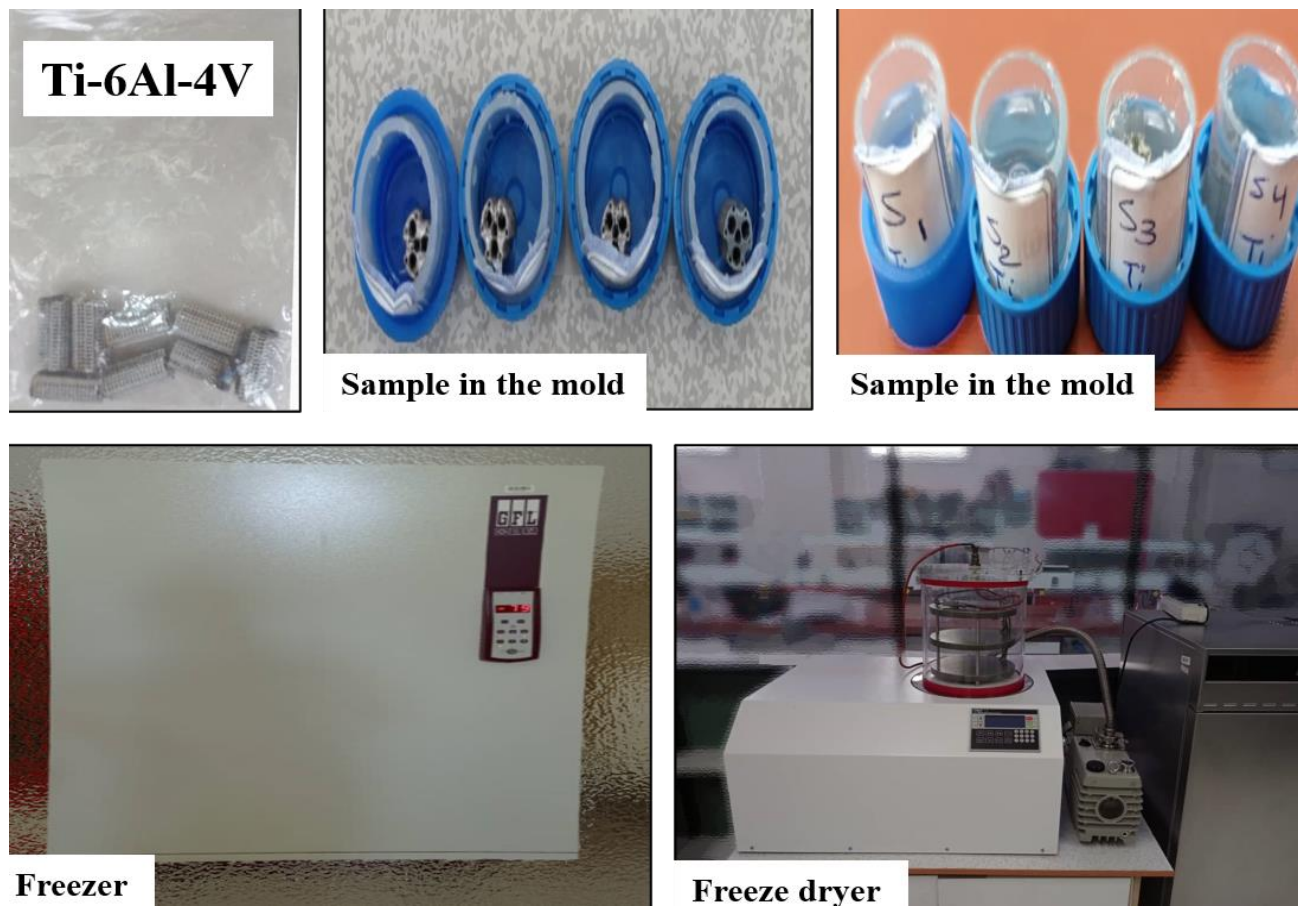 Ti-6Al-4V
Sample in the mold
Sample in the mold
S1
Ti
S2
Ti
S3
Ti
S4
Ti
GFL
Freezer
Freeze dryer